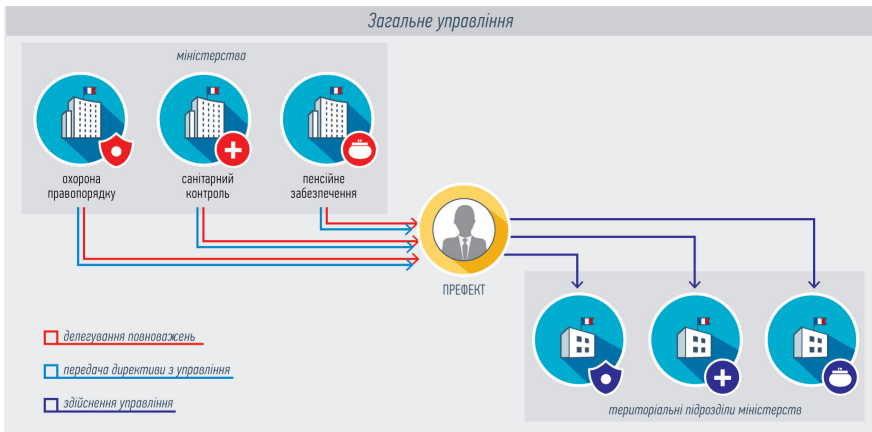 Загальне управління
міністерства
охорона
правопорядку
санітарний
контроль
пенсійне
забезпечення
ПРЕФЕКТ
делегування повноважень
передача директиви з управління
здійснення управління
територіальні підрозділи міністерств